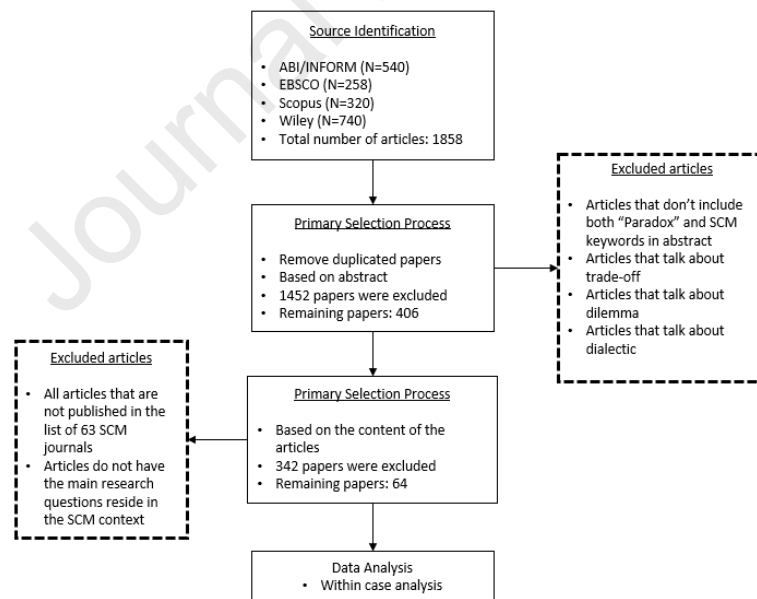 Journal
Source Identification
• ABI/INFORM (N=540)
• EBSCO (N=258)
• Scopus (N=320)
• Wiley (N=740)
• Total number of articles: 1858
Excluded articles
• Articles that don't include
both "Paradox" and SCM
keywords in abstract
• Articles that talk about
trade-off
• Articles that talk about
dilemma
• Articles that talk about
dialectic
Primary Selection Process
• Remove duplicated papers
• Based on abstract
• 1452 papers were excluded
• Remaining papers: 406
Excluded articles
• All articles that are
not published in the
list of 63 SCM
journals
• Articles do not have
the main research
questions reside in
the SCM context
Primary Selection Process
• Based on the content of the
articles
• 342 papers were excluded
• Remaining papers: 64
Data Analysis
• Within case analysis